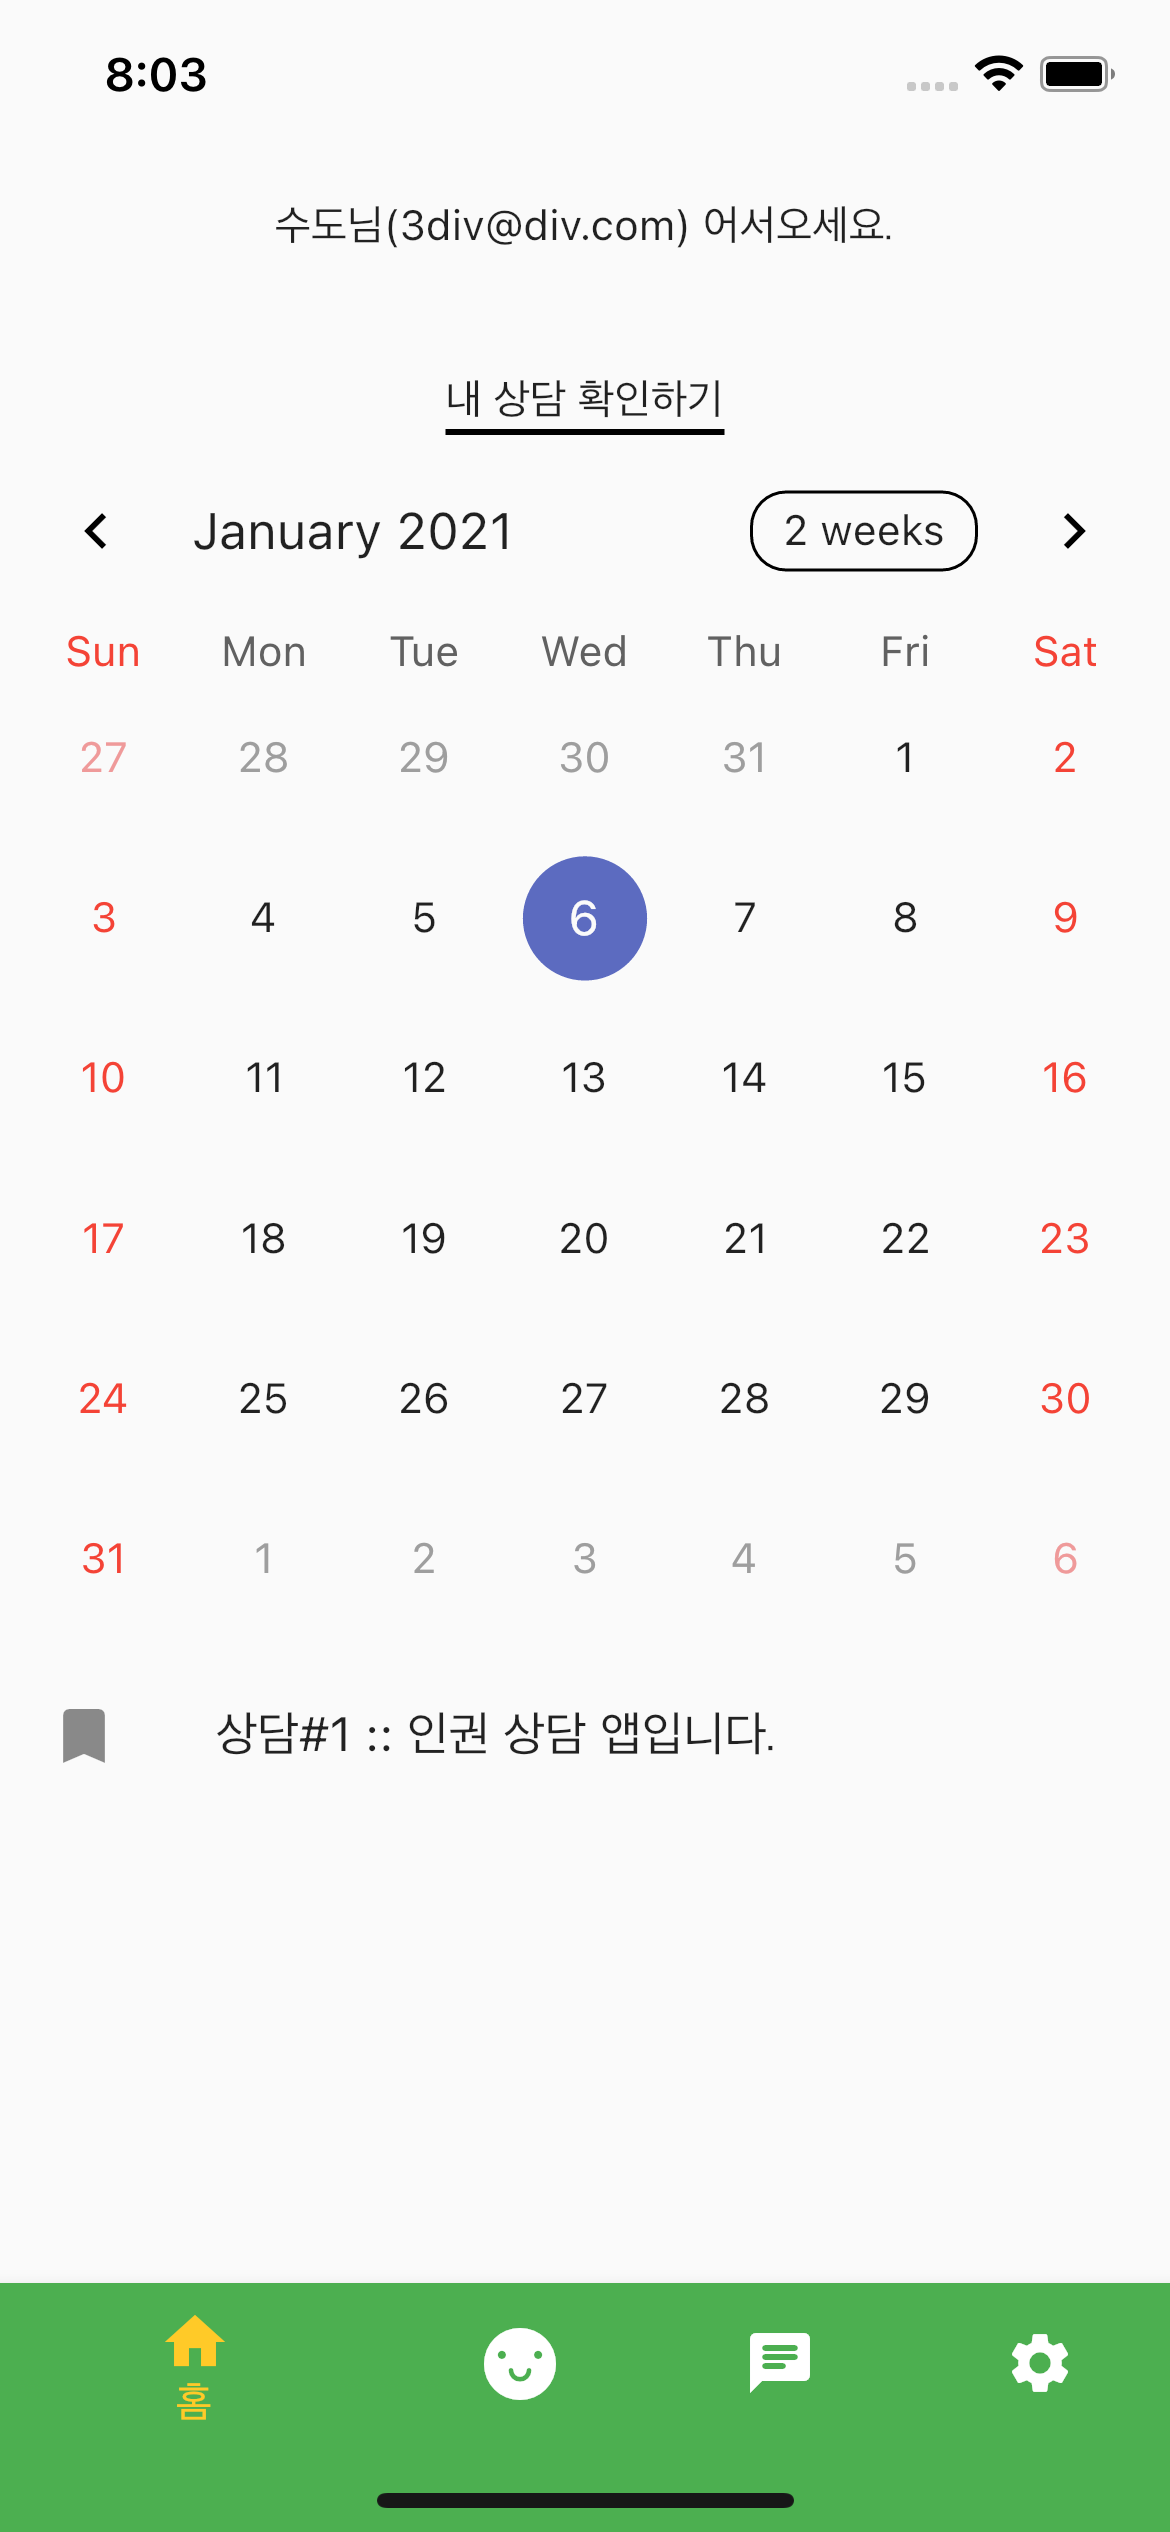 8:03
수도님(3div@div.com) 어서오세요.
내 상담 확인하기
January 2021 2 weeks
Sun Mon Tue Wed Thu Fri Sat
27 28 29 30 31 1 2
3 4 5 6 7 8 9
10 11 12 13 14 15 16
17 18 19 20 21 22 23
24 25 26 27 28 29 30
31 1 2 3 4 5 6
상담#1 :: 인권 상담 앱입니다.
홈